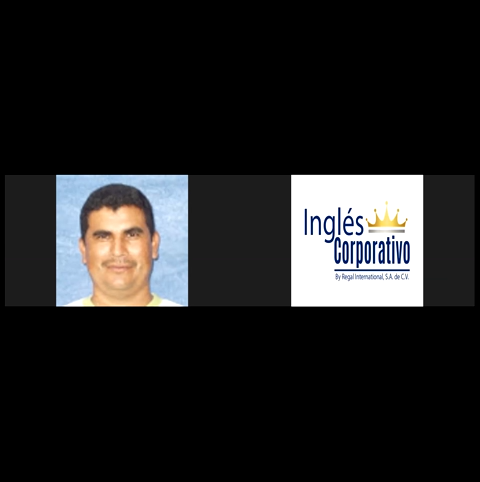 Inglés
Corporativo
By Regal International, S.A. de C.V.